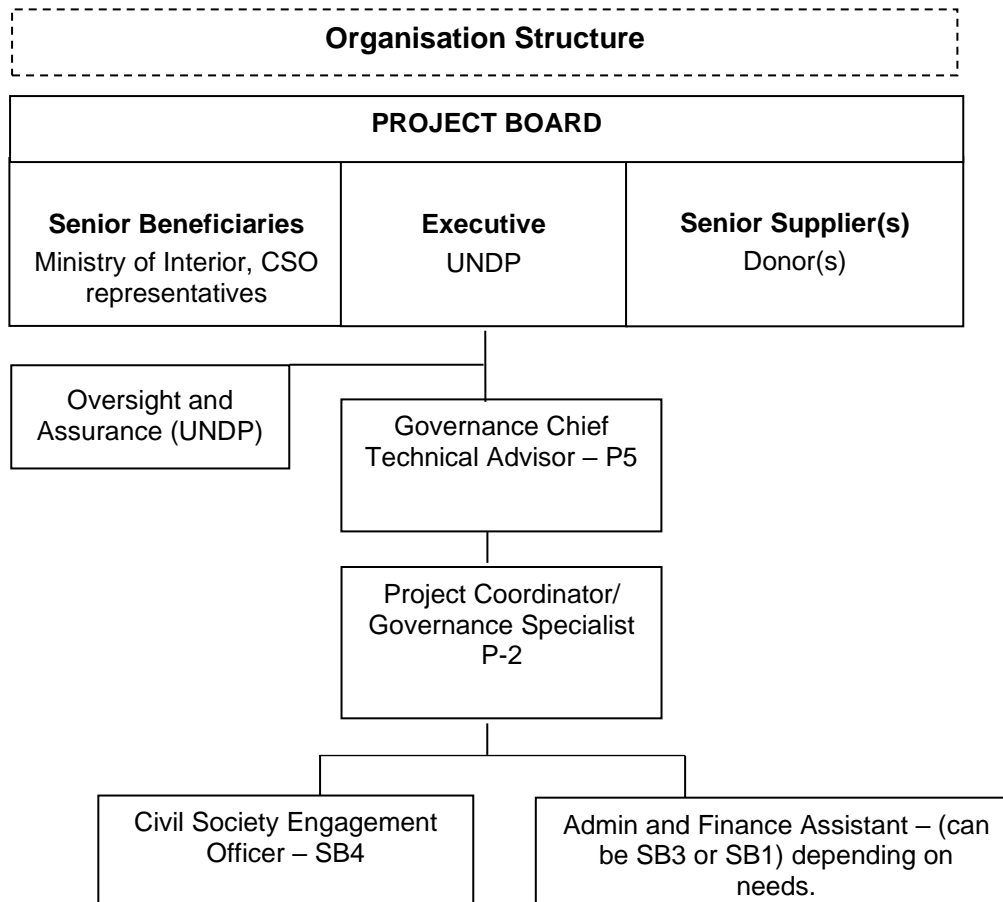 Organisation Structure
PROJECT BOARD
Senior Beneficiaries
Ministry of Interior, CSO
representatives
Executive
UNDP
Senior Supplier(s)
Donor(s)
Oversight and
Assurance (UNDP)
Governance Chief
Technical Advisor – P5
Project Coordinator/
Governance Specialist
P-2
Civil Society Engagement
Officer – SB4
Admin and Finance Assistant – (can
be SB3 or SB1) depending on
needs.